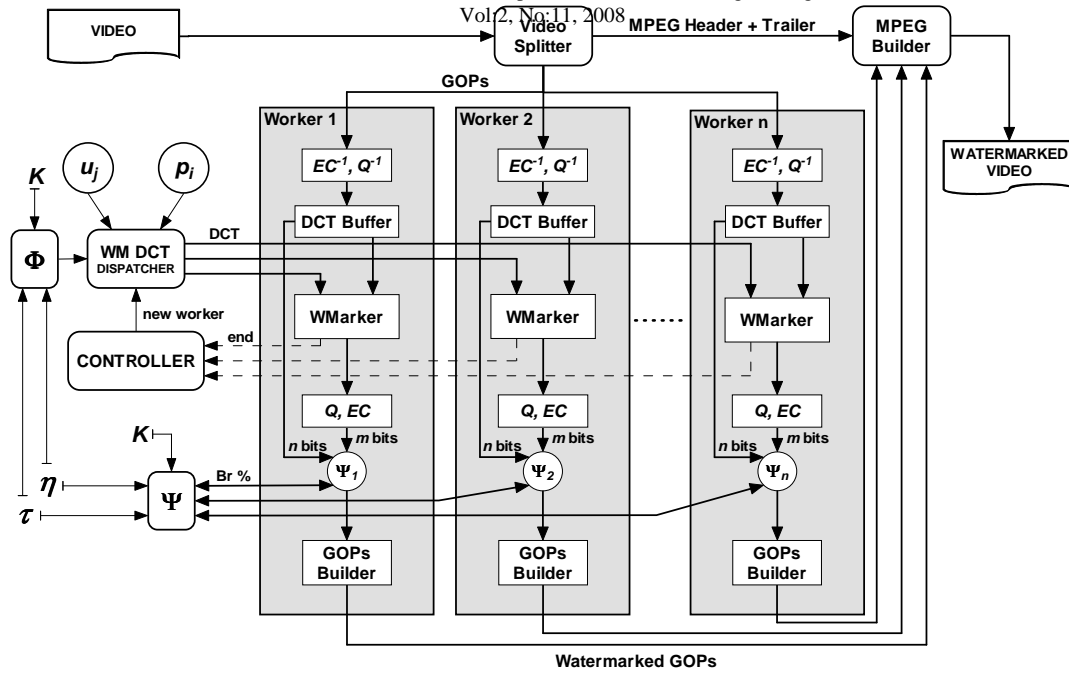 Vol:2, No:11, 2008
VIDEO
Video
Splitter
MPEG Header + Trailer
MPEG
Builder
GOPs
Worker 1
Worker 2
Worker n
WATERMARKED
VIDEO
EC⁻¹, Q⁻¹
EC⁻¹, Q⁻¹
EC⁻¹, Q⁻¹
K
u_j
p_i
DCT Buffer
DCT Buffer
DCT Buffer
Φ
WM DCT
DISPATCHER
DCT
new worker
WMarker
WMarker
......
WMarker
end
CONTROLLER
Q, EC
Q, EC
Q, EC
K
n bits
m bits
n bits
m bits
n bits
m bits
η
τ
Ψ
Br %
Ψ₁
Ψ₂
Ψₙ
GOPs
Builder
GOPs
Builder
GOPs
Builder
Watermarked GOPs